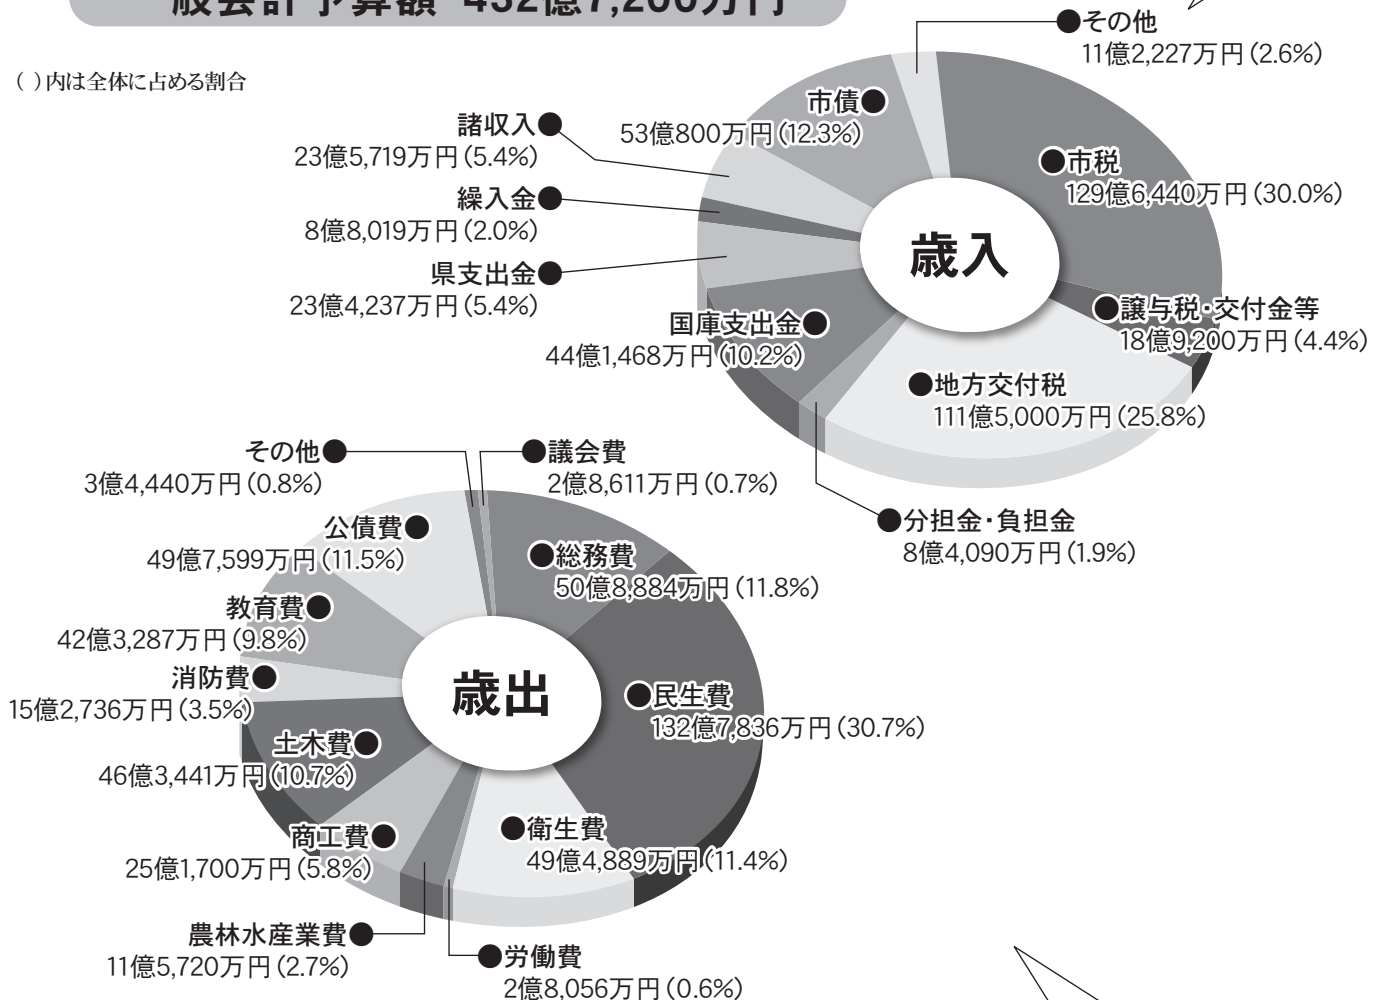 般会計予算額 432億7,200万円
( )内は全体に占める割合
その他
11億2,227万円(2.6%)
市債
53億800万円(12.3%)
諸収入
23億5,719万円(5.4%)
繰入金
8億8,019万円(2.0%)
県支出金
23億4,237万円(5.4%)
国庫支出金
44億1,468万円(10.2%)
市税
129億6,440万円(30.0%)
歳入
譲与税・交付金等
18億9,200万円(4.4%)
地方交付税
111億5,000万円(25.8%)
分担金・負担金
8億4,090万円(1.9%)
その他
3億4,440万円(0.8%)
議会費
2億8,611万円(0.7%)
公債費
49億7,599万円(11.5%)
総務費
50億8,884万円(11.8%)
教育費
42億3,287万円(9.8%)
消防費
15億2,736万円(3.5%)
歳出
民生費
132億7,836万円(30.7%)
土木費
46億3,441万円(10.7%)
商工費
25億1,700万円(5.8%)
衛生費
49億4,889万円(11.4%)
農林水産業費
11億5,720万円(2.7%)
労働費
2億8,056万円(0.6%)